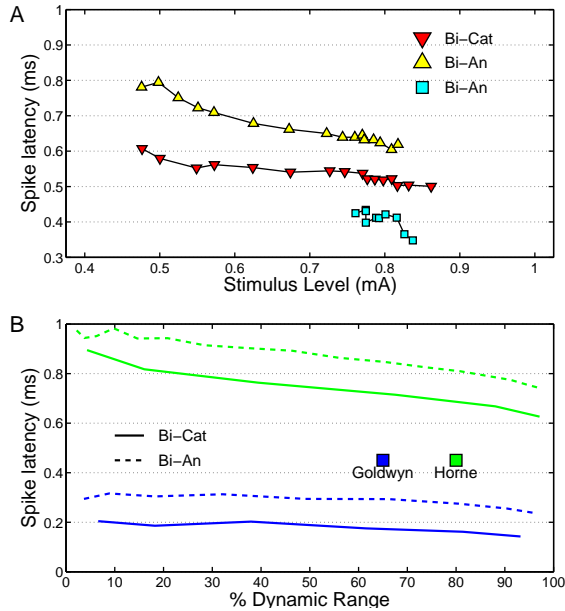 A
1
0.9
0.8
0.7
0.6
0.5
0.4
0.3
Spike latency (ms)
Bi−Cat
Bi−An
Bi−An
0.4 0.5 0.6 0.7 0.8 0.9 1
Stimulus Level (mA)
B
1
0.8
0.6
0.4
0.2
0
Spike latency (ms)
Bi−Cat
Bi−An
Goldwyn Horne
0 10 20 30 40 50 60 70 80 90 100
% Dynamic Range